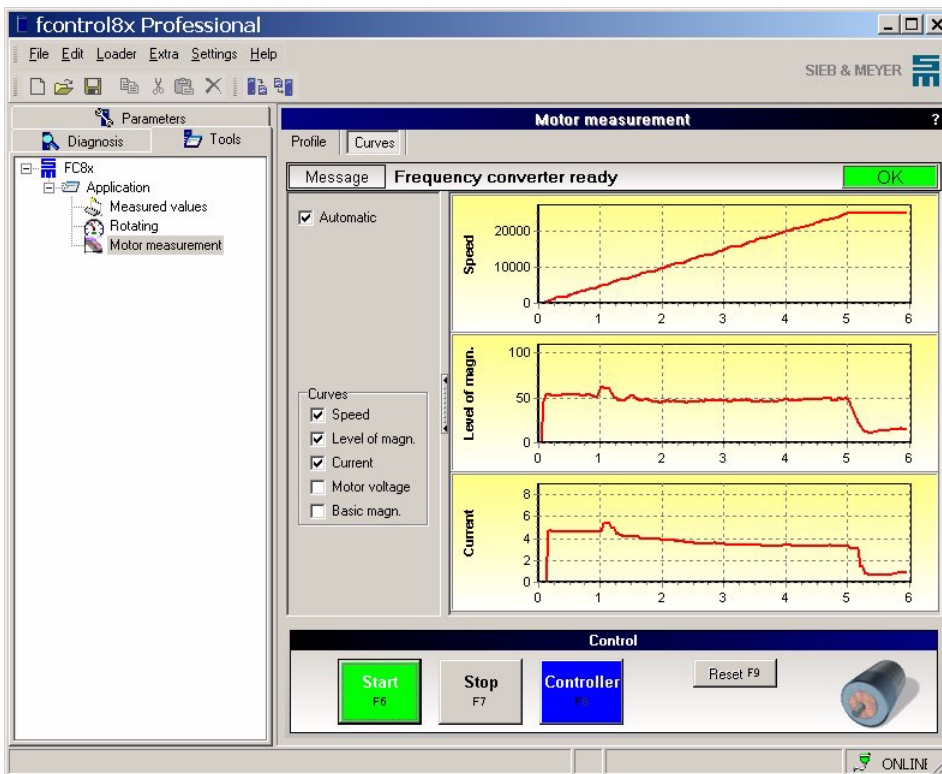 fcontrol8x Professional
File Edit Loader Extra Settings Help
SIEB & MEYER
Parameters
Diagnosis
Tools
FC8x
Application
Measured values
Rotating
Motor measurement
Motor measurement
?
Profile
Curves
Message
Frequency converter ready
OK
Automatic
Curves
Speed
Level of magn.
Current
Motor voltage
Basic magn.
Speed
20000
10000
0
0 1 2 3 4 5 6
Level of magn.
100
50
0
0 1 2 3 4 5 6
Current
8
6
4
2
0
0 1 2 3 4 5 6
Control
Start
F6
Stop
F7
Controller
Reset F9
ONLINE